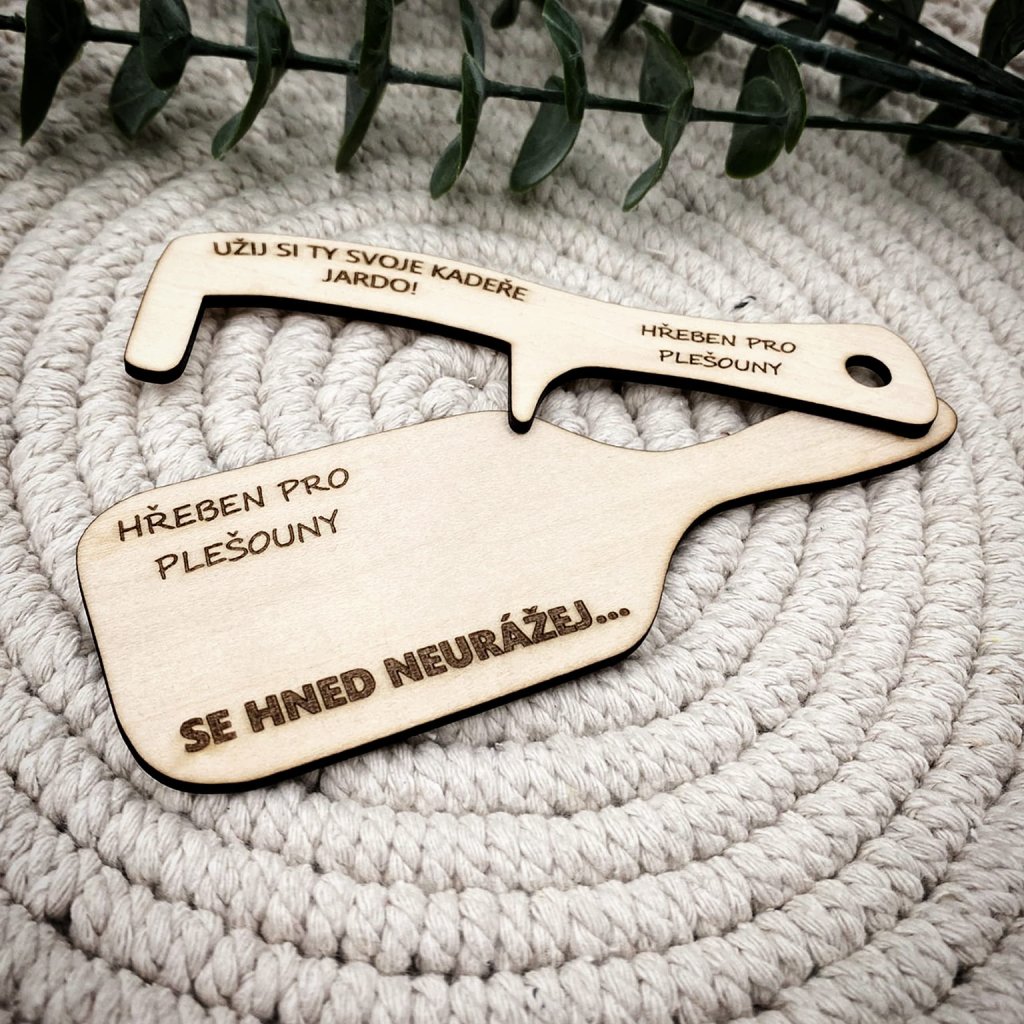 UŽIJ SI TY SVOJE KADEŘE
JARDO!
HŘEBEN PRO
PLEŠOUNY
HŘEBEN PRO
PLEŠOUNY
SE HNED NEURÁŽEJ...